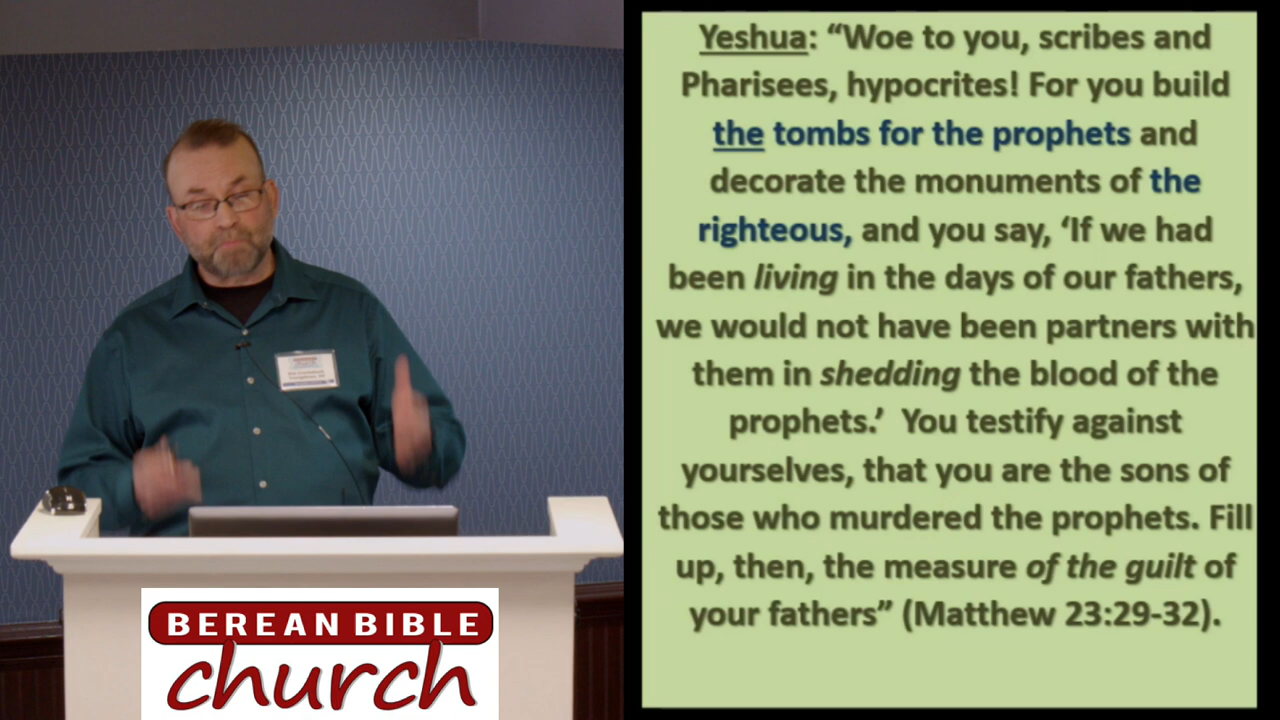 Yeshua: “Woe to you, scribes and
Pharisees, hypocrites! For you build
the tombs for the prophets and
decorate the monuments of the
righteous, and you say, ‘If we had
been living in the days of our fathers,
we would not have been partners with
them in shedding the blood of the
prophets.’  You testify against
yourselves, that you are the sons of
those who murdered the prophets. Fill
up, then, the measure of the guilt of
your fathers” (Matthew 23:29-32).
BEREAN BIBLE
church